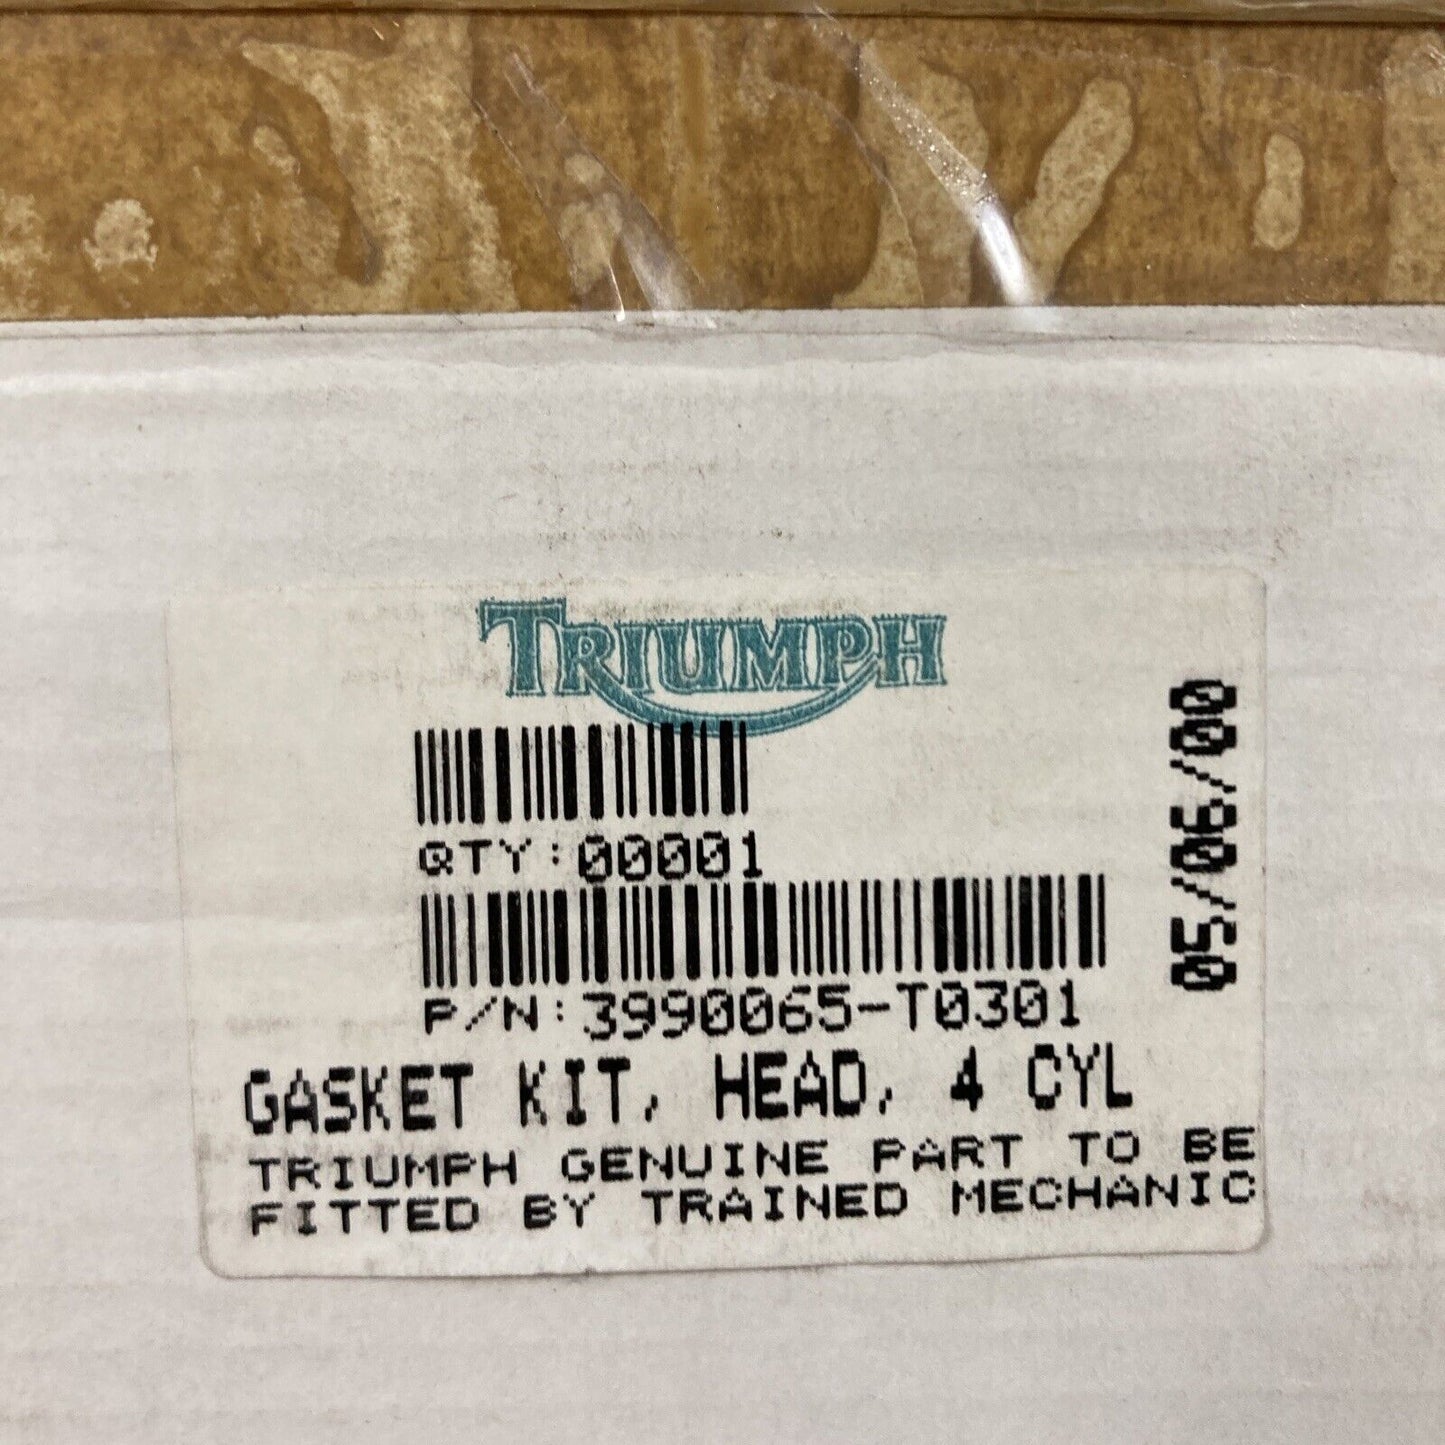 TRIUMPH
QTY:00001
P/N:3990065-T0301
GASKET KIT, HEAD, 4 CYL
TRIUMPH GENUINE PART TO BE
FITTED BY TRAINED MECHANIC
05/06/00